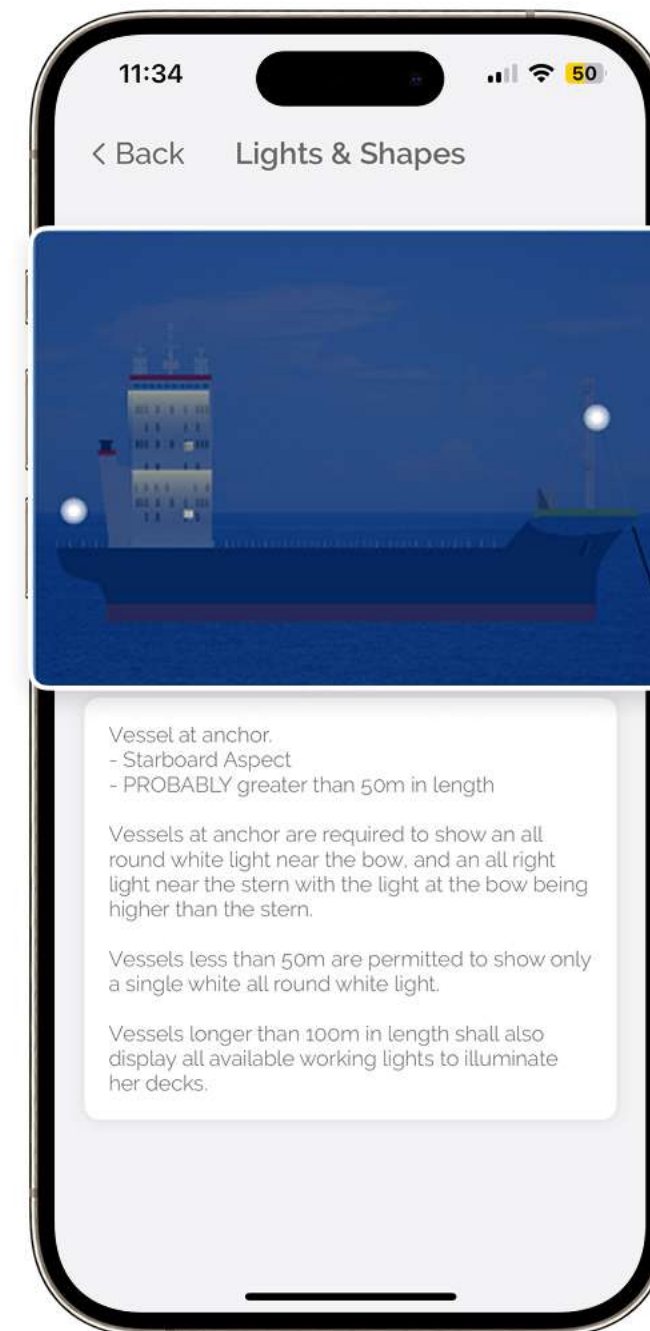 11:34
50
< Back Lights & Shapes
Vessel at anchor.
- Starboard Aspect
- PROBABLY greater than 50m in length
Vessels at anchor are required to show an all
round white light near the bow, and an all right
light near the stern with the light at the bow being
higher than the stern.
Vessels less than 50m are permitted to show only
a single white all round white light.
Vessels longer than 100m in length shall also
display all available working lights to illuminate
her decks.